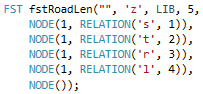 FST fstRoadLen("", 'z', LIB, 5,
NODE(1, RELATION('s', 1)),
NODE(1, RELATION('t', 2)),
NODE(1, RELATION('r', 3)),
NODE(1, RELATION('l', 4)),
NODE());